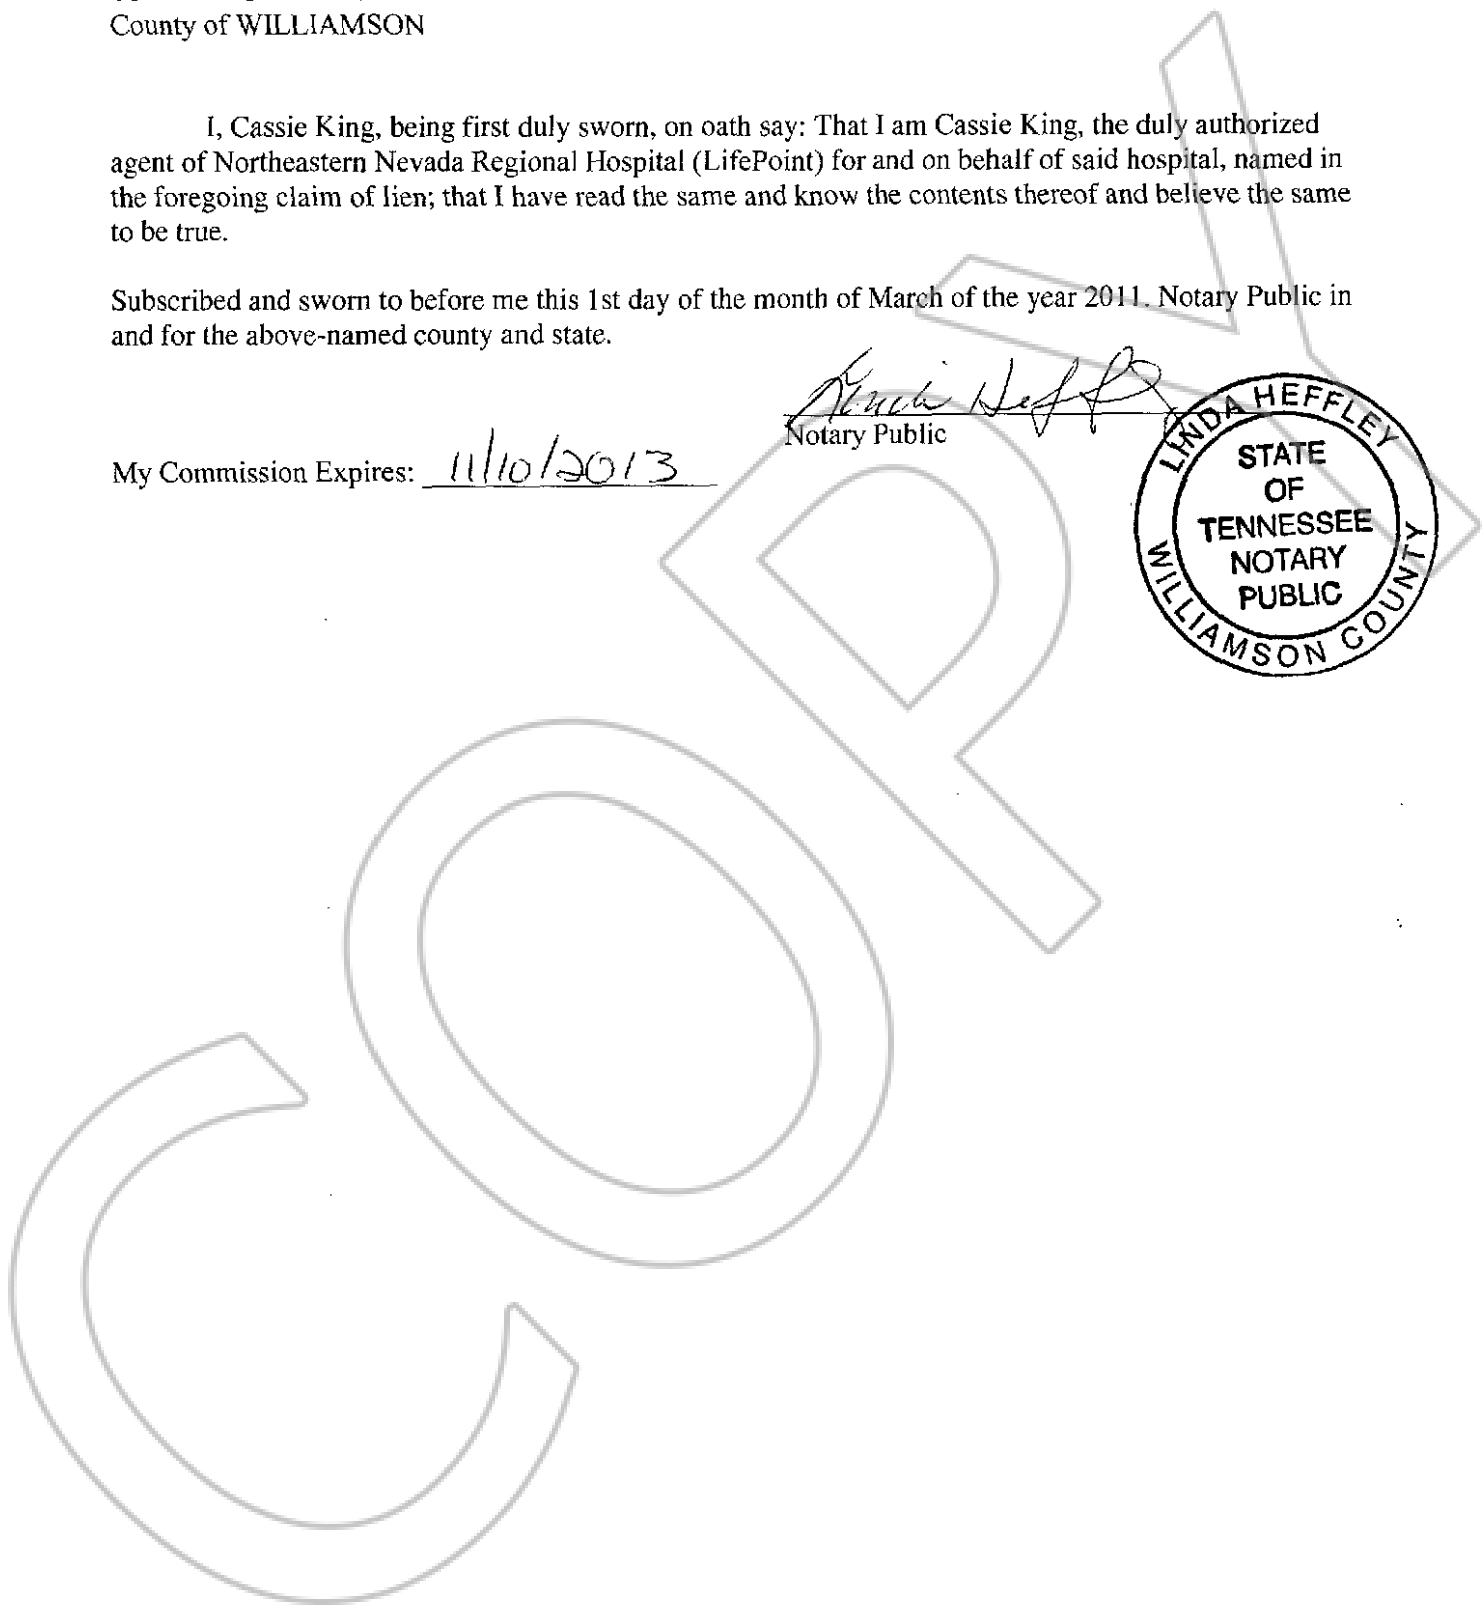 County of WILLIAMSON
I, Cassie King, being first duly sworn, on oath say: That I am Cassie King, the duly authorized
agent of Northeastern Nevada Regional Hospital (LifePoint) for and on behalf of said hospital, named in
the foregoing claim of lien; that I have read the same and know the contents thereof and believe the same
to be true.
Subscribed and sworn to before me this 1st day of the month of March of the year 2011. Notary Public in
and for the above-named county and state.
Notary Public
My Commission Expires: 11/10/2013
LINDA HEFFLEY
STATE
OF
TENNESSEE
NOTARY
PUBLIC
WILLIAMSON COUNTY
COPY